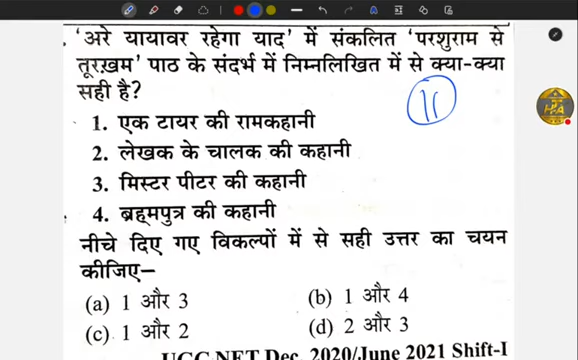 'अरे यायावर रहेगा याद' में संकलित 'परशुराम से
तूरख़म' पाठ के संदर्भ में निम्नलिखित में से क्या-क्या
सही है?
11
1. एक टायर की रामकहानी
2. लेखक के चालक की कहानी
3. मिस्टर पीटर की कहानी
4. ब्रह्मपुत्र की कहानी
नीचे दिए गए विकल्पों में से सही उत्तर का चयन
कीजिए–
(a) 1 और 3
(b) 1 और 4
(c) 1 और 2
(d) 2 और 3
UGC NET Dec. 2020/June 2021 Shift-I